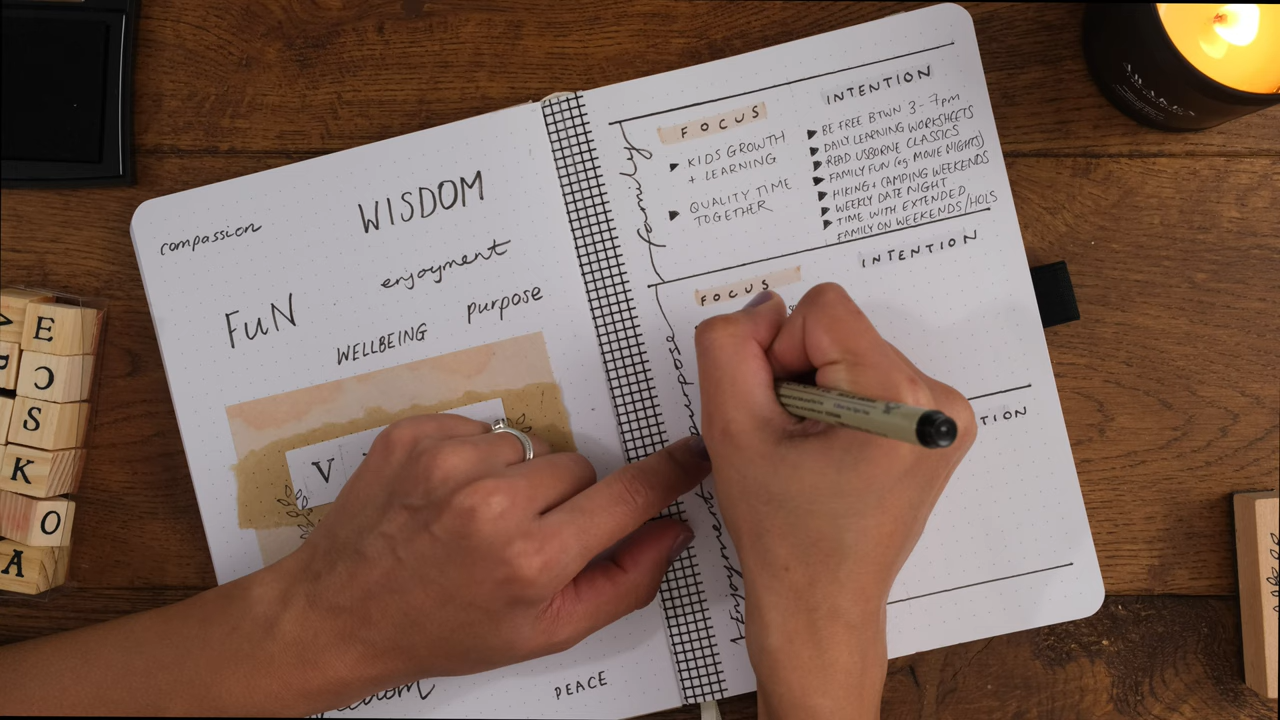 compassion
WISDOM
enjoyment
FUN
purpose
WELLBEING
V
PEACE
family
FOCUS
KIDS GROWTH
+ LEARNING
QUALITY TIME
TOGETHER
INTENTION
BE FREE BTWN 3-7pm
DAILY LEARNING WORKSHEETS
READ USBORNE CLASSICS
FAMILY FUN (eg. MOVIE NIGHTS)
HIKING + CAMPING WEEKENDS
WEEKLY DATE NIGHT
TIME WITH EXTENDED
FAMILY ON WEEKENDS/HOLS
purpose
FOCUS
INTENTION
Enjoyment
TION
E
C
S
K
O
A